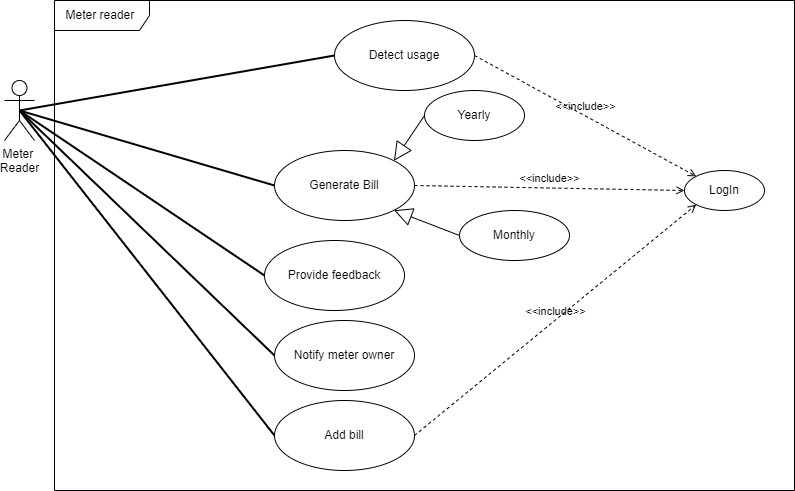 Meter reader
Detect usage
<<include>>
Yearly
Meter
Reader
Generate Bill
<<include>>
LogIn
Monthly
Provide feedback
<<include>>
Notify meter owner
Add bill